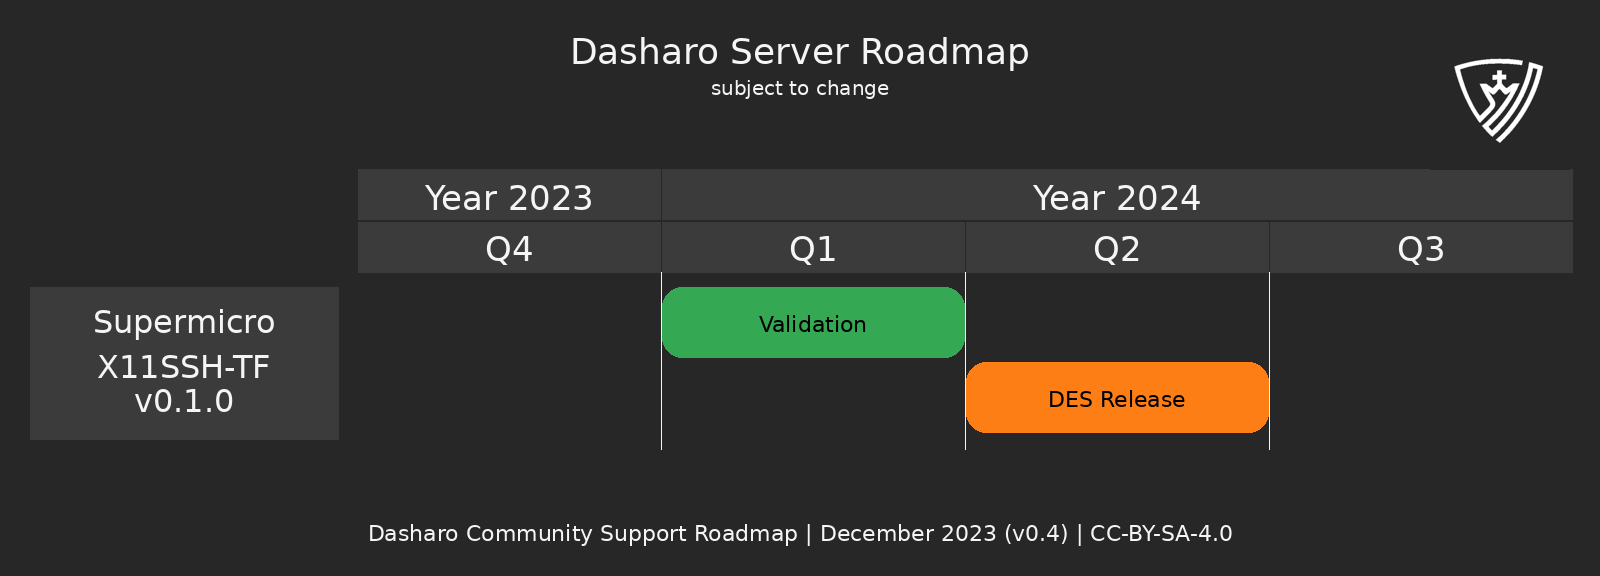 Dasharo Server Roadmap
subject to change
Year 2023
Year 2024
Q4
Q1
Q2
Q3
Supermicro
X11SSH-TF
v0.1.0
Validation
DES Release
Dasharo Community Support Roadmap | December 2023 (v0.4) | CC-BY-SA-4.0